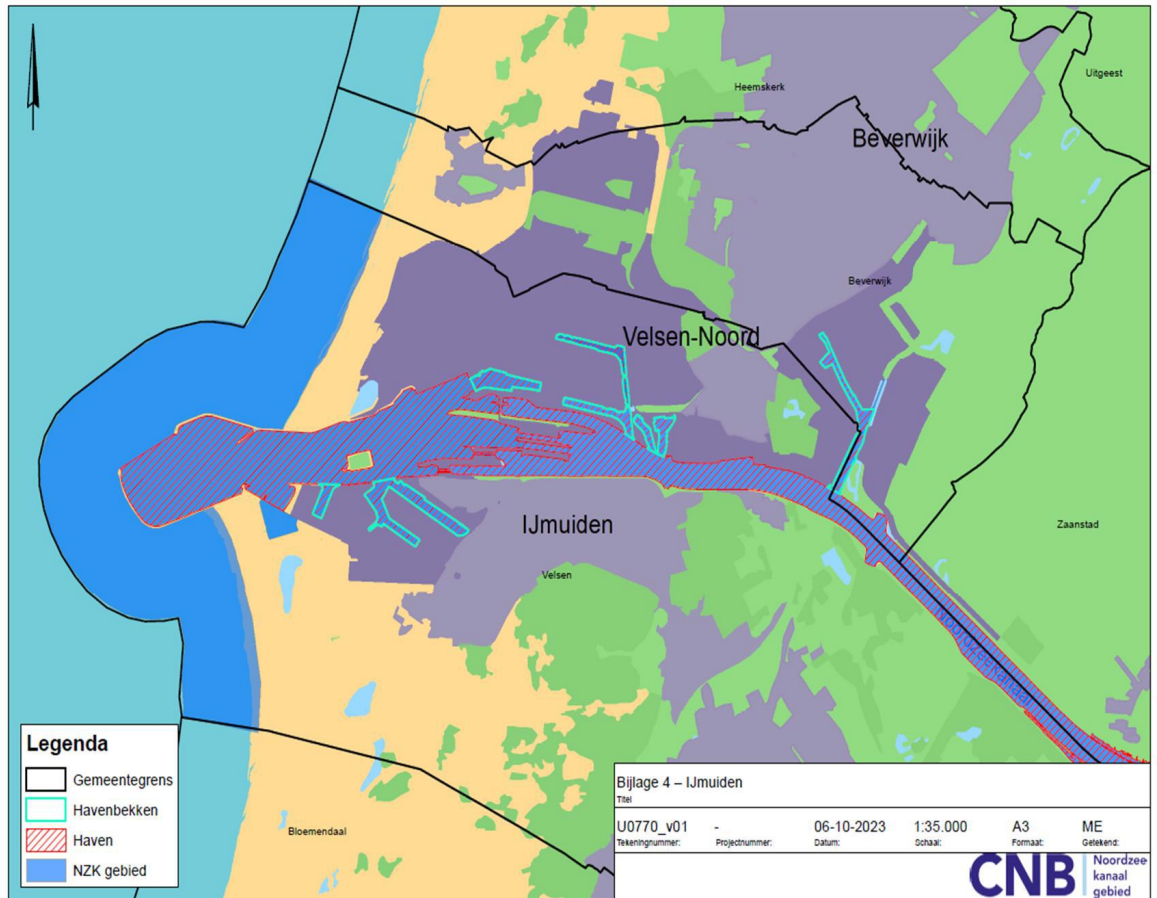 Uitgeest
Heemskerk
Beverwijk
Beverwijk
Velsen-Noord
IJmuiden
Velsen
Zaanstad
Noordzeekanaal
Bloemendaal
Legenda
Gemeentegrens
Havenbekken
Haven
NZK gebied
Bijlage 4 – IJmuiden
Titel
U0770_v01 - 06-10-2023 1:35.000 A3 ME
Tekeningnummer: Projectnummer: Datum: Schaal: Formaat: Getekend:
CNB
Noordzee
kanaal
gebied